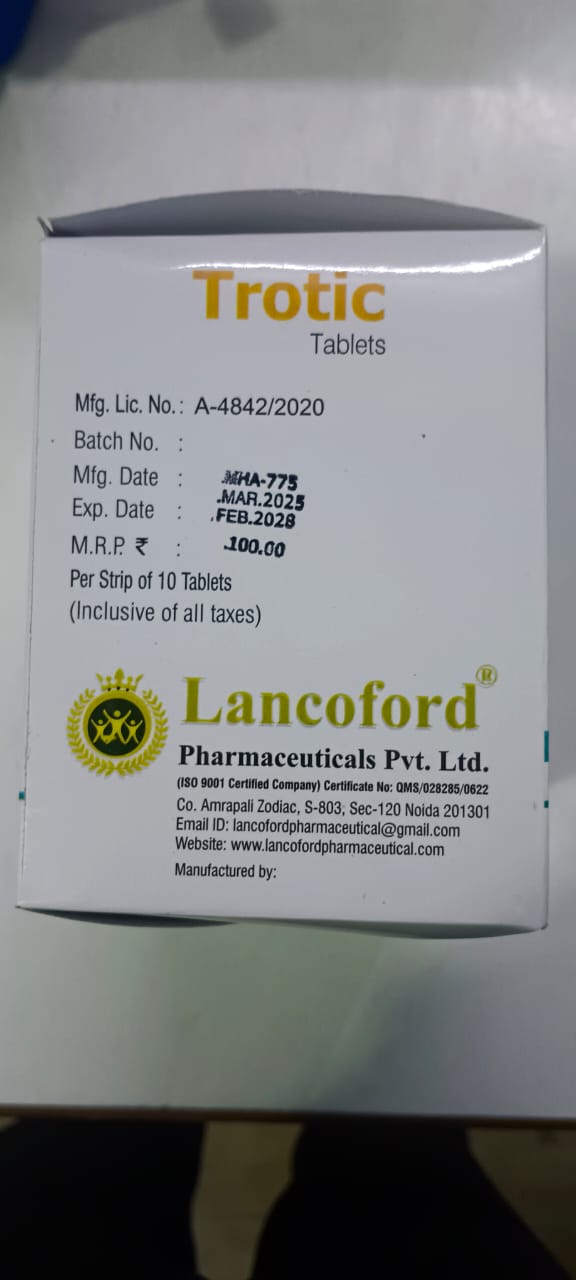 Trotic
Tablets
Mfg. Lic. No.: A-4842/2020
Batch No. :
Mfg. Date : MHA-775
.MAR.2025
Exp. Date : .FEB.2028
M.R.P. ₹ : .100.00
Per Strip of 10 Tablets
(Inclusive of all taxes)
Lancoford®
Pharmaceuticals Pvt. Ltd.
(ISO 9001 Certified Company) Certificate No: QMS/028285/0622
Co. Amrapali Zodiac, S-803, Sec-120 Noida 201301
Email ID: lancofordpharmaceutical@gmail.com
Website: www.lancofordpharmaceutical.com
Manufactured by: